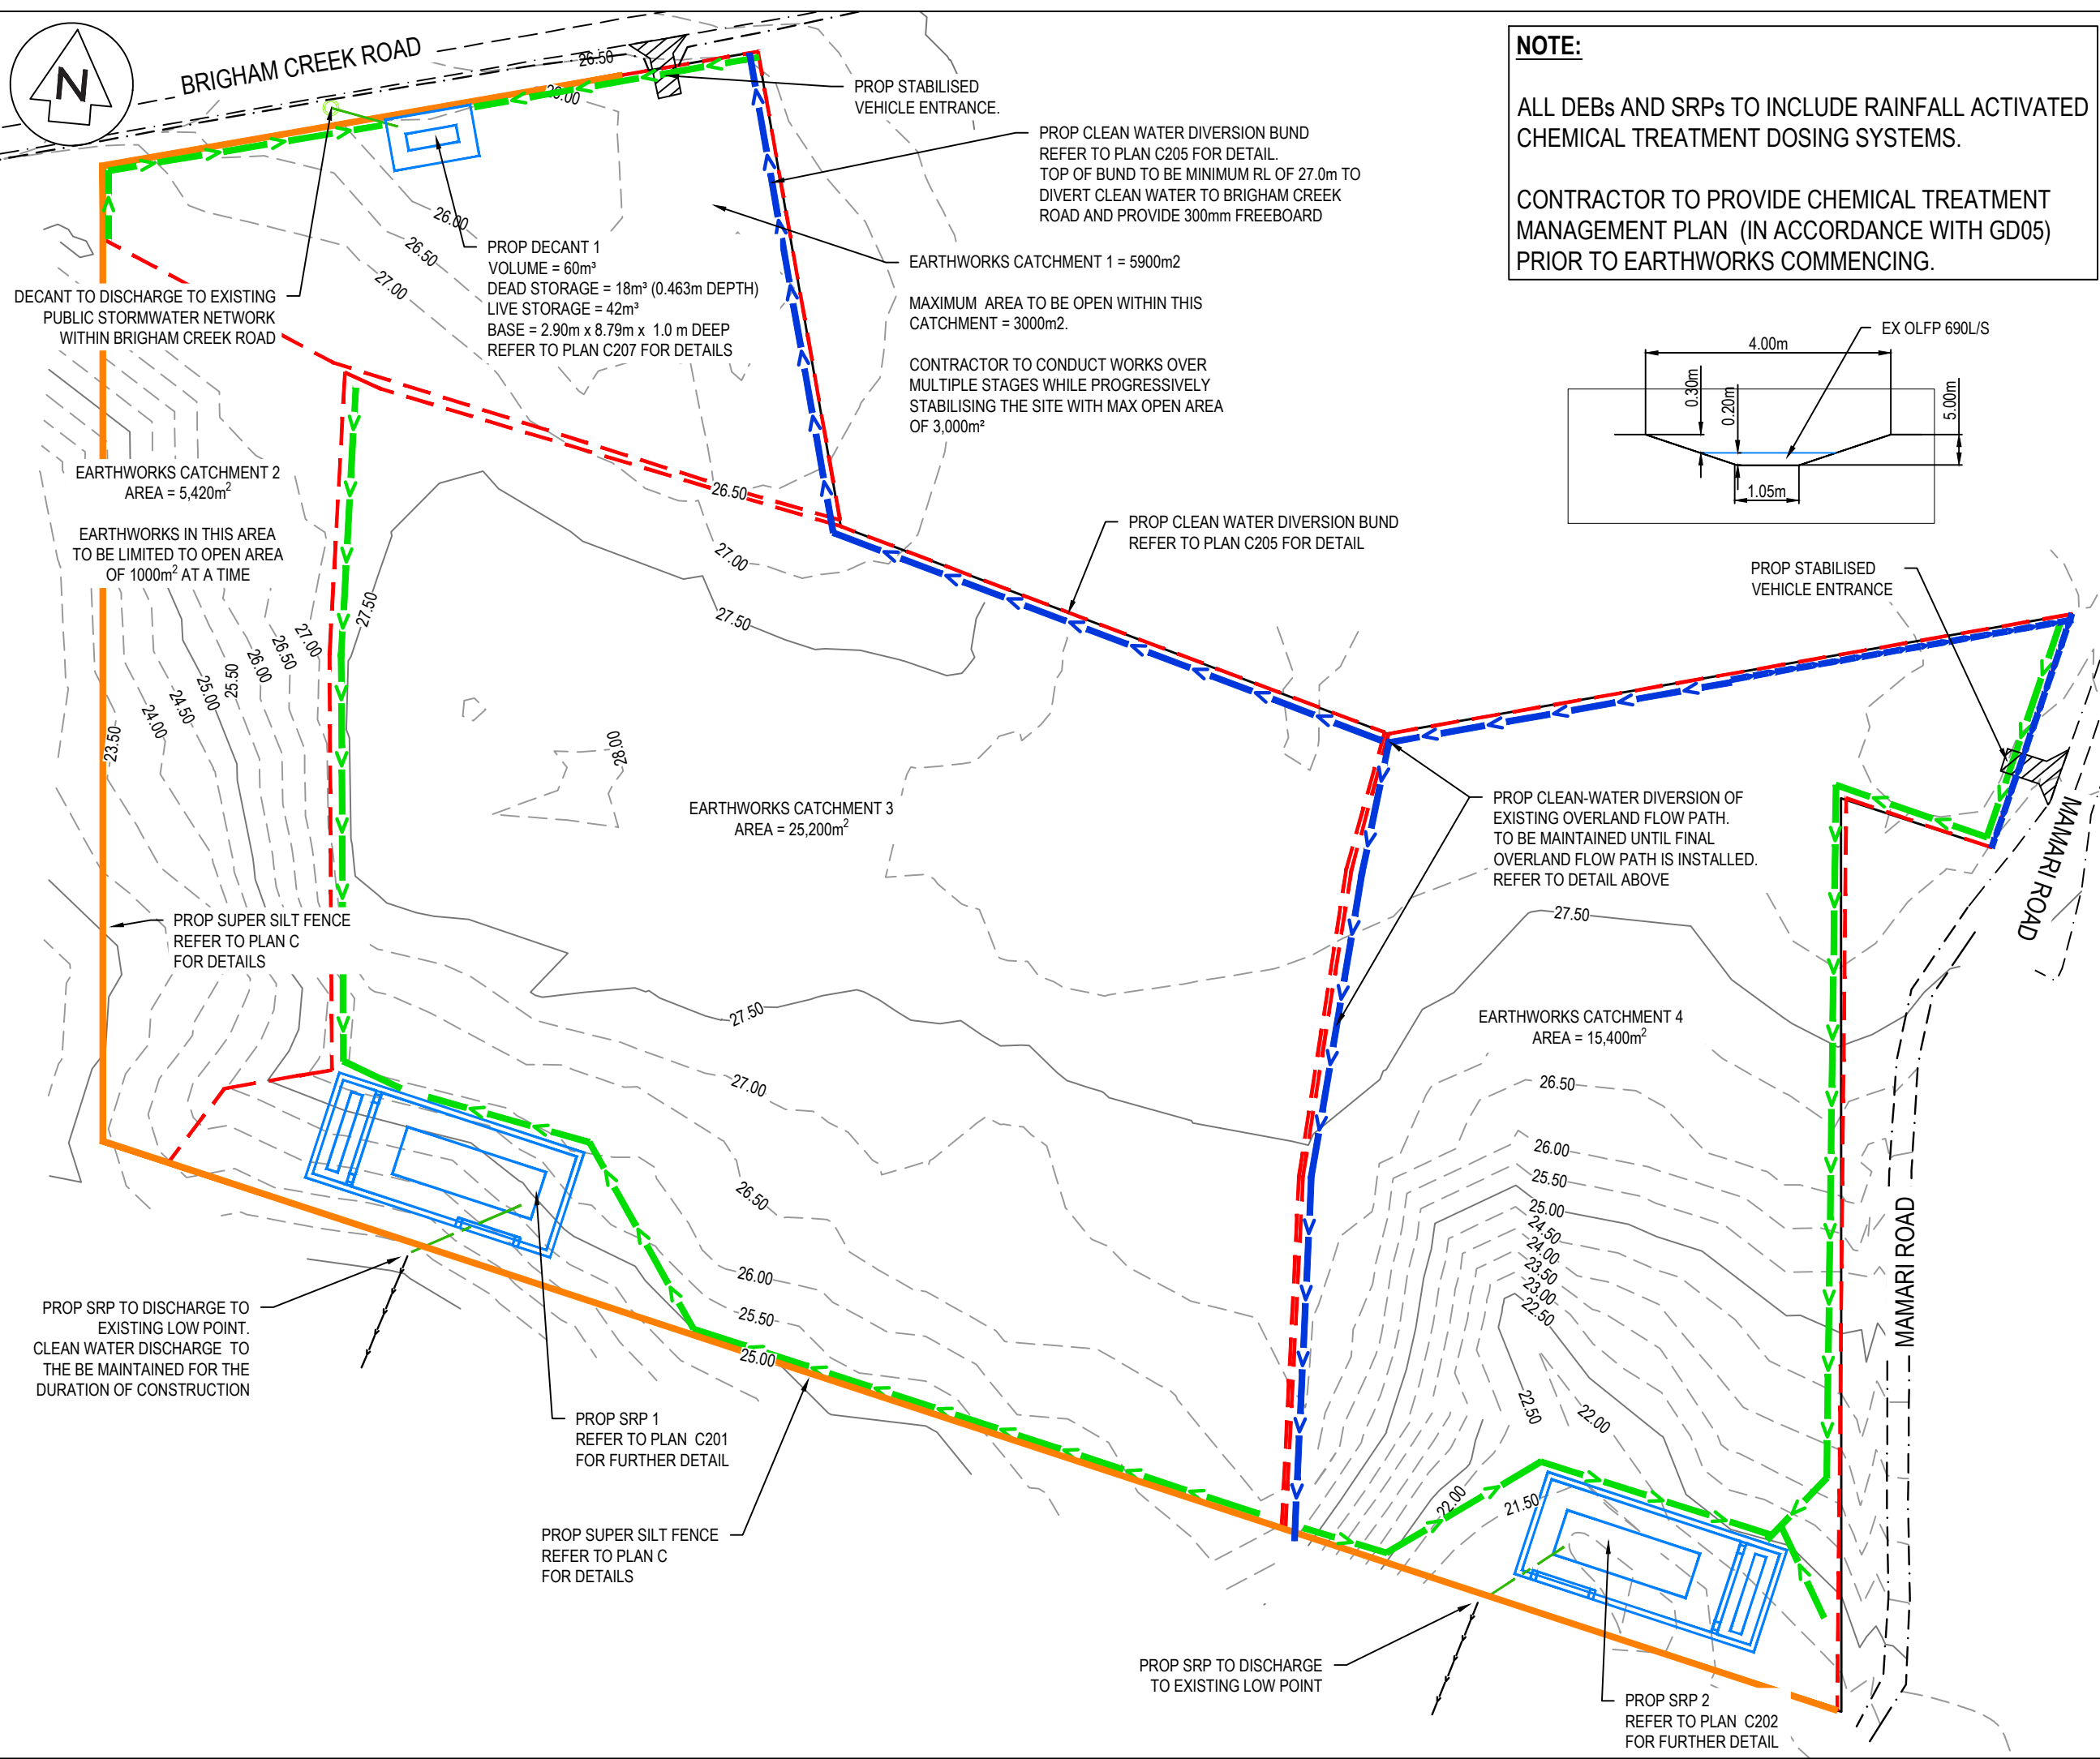 N
BRIGHAM CREEK ROAD
26.50
26.00
PROP STABILISED
VEHICLE ENTRANCE.
PROP CLEAN WATER DIVERSION BUND
REFER TO PLAN C205 FOR DETAIL.
TOP OF BUND TO BE MINIMUM RL OF 27.0m TO
DIVERT CLEAN WATER TO BRIGHAM CREEK
ROAD AND PROVIDE 300mm FREEBOARD
NOTE:
ALL DEBs AND SRPs TO INCLUDE RAINFALL ACTIVATED
CHEMICAL TREATMENT DOSING SYSTEMS.
CONTRACTOR TO PROVIDE CHEMICAL TREATMENT
MANAGEMENT PLAN (IN ACCORDANCE WITH GD05)
PRIOR TO EARTHWORKS COMMENCING.
26.00
26.50
27.00
PROP DECANT 1
VOLUME = 60m³
DEAD STORAGE = 18m³ (0.463m DEPTH)
LIVE STORAGE = 42m³
BASE = 2.90m x 8.79m x 1.0 m DEEP
REFER TO PLAN C207 FOR DETAILS
DECANT TO DISCHARGE TO EXISTING
PUBLIC STORMWATER NETWORK
WITHIN BRIGHAM CREEK ROAD
EARTHWORKS CATCHMENT 1 = 5900m2
MAXIMUM AREA TO BE OPEN WITHIN THIS
CATCHMENT = 3000m2.
CONTRACTOR TO CONDUCT WORKS OVER
MULTIPLE STAGES WHILE PROGRESSIVELY
STABILISING THE SITE WITH MAX OPEN AREA
OF 3,000m²
EX OLFP 690L/S
4.00m
0.30m
0.20m
5.00m
1.05m
EARTHWORKS CATCHMENT 2
AREA = 5,420m²
EARTHWORKS IN THIS AREA
TO BE LIMITED TO OPEN AREA
OF 1000m² AT A TIME
26.50
27.00
27.50
27.50
PROP CLEAN WATER DIVERSION BUND
REFER TO PLAN C205 FOR DETAIL
PROP STABILISED
VEHICLE ENTRANCE
27.00
26.50
26.00
25.50
25.00
24.50
24.00
23.50
28.00
EARTHWORKS CATCHMENT 3
AREA = 25,200m²
PROP CLEAN-WATER DIVERSION OF
EXISTING OVERLAND FLOW PATH.
TO BE MAINTAINED UNTIL FINAL
OVERLAND FLOW PATH IS INSTALLED.
REFER TO DETAIL ABOVE
MAMARI ROAD
PROP SUPER SILT FENCE
REFER TO PLAN C
FOR DETAILS
27.50
27.50
EARTHWORKS CATCHMENT 4
AREA = 15,400m²
27.00
26.50
26.00
25.50
25.00
24.50
24.00
23.50
23.00
22.50
22.50
22.00
22.00
21.50
MAMARI ROAD
26.50
26.00
25.50
25.00
PROP SRP TO DISCHARGE TO
EXISTING LOW POINT.
CLEAN WATER DISCHARGE TO
THE BE MAINTAINED FOR THE
DURATION OF CONSTRUCTION
PROP SRP 1
REFER TO PLAN C201
FOR FURTHER DETAIL
PROP SUPER SILT FENCE
REFER TO PLAN C
FOR DETAILS
PROP SRP TO DISCHARGE
TO EXISTING LOW POINT
PROP SRP 2
REFER TO PLAN C202
FOR FURTHER DETAIL